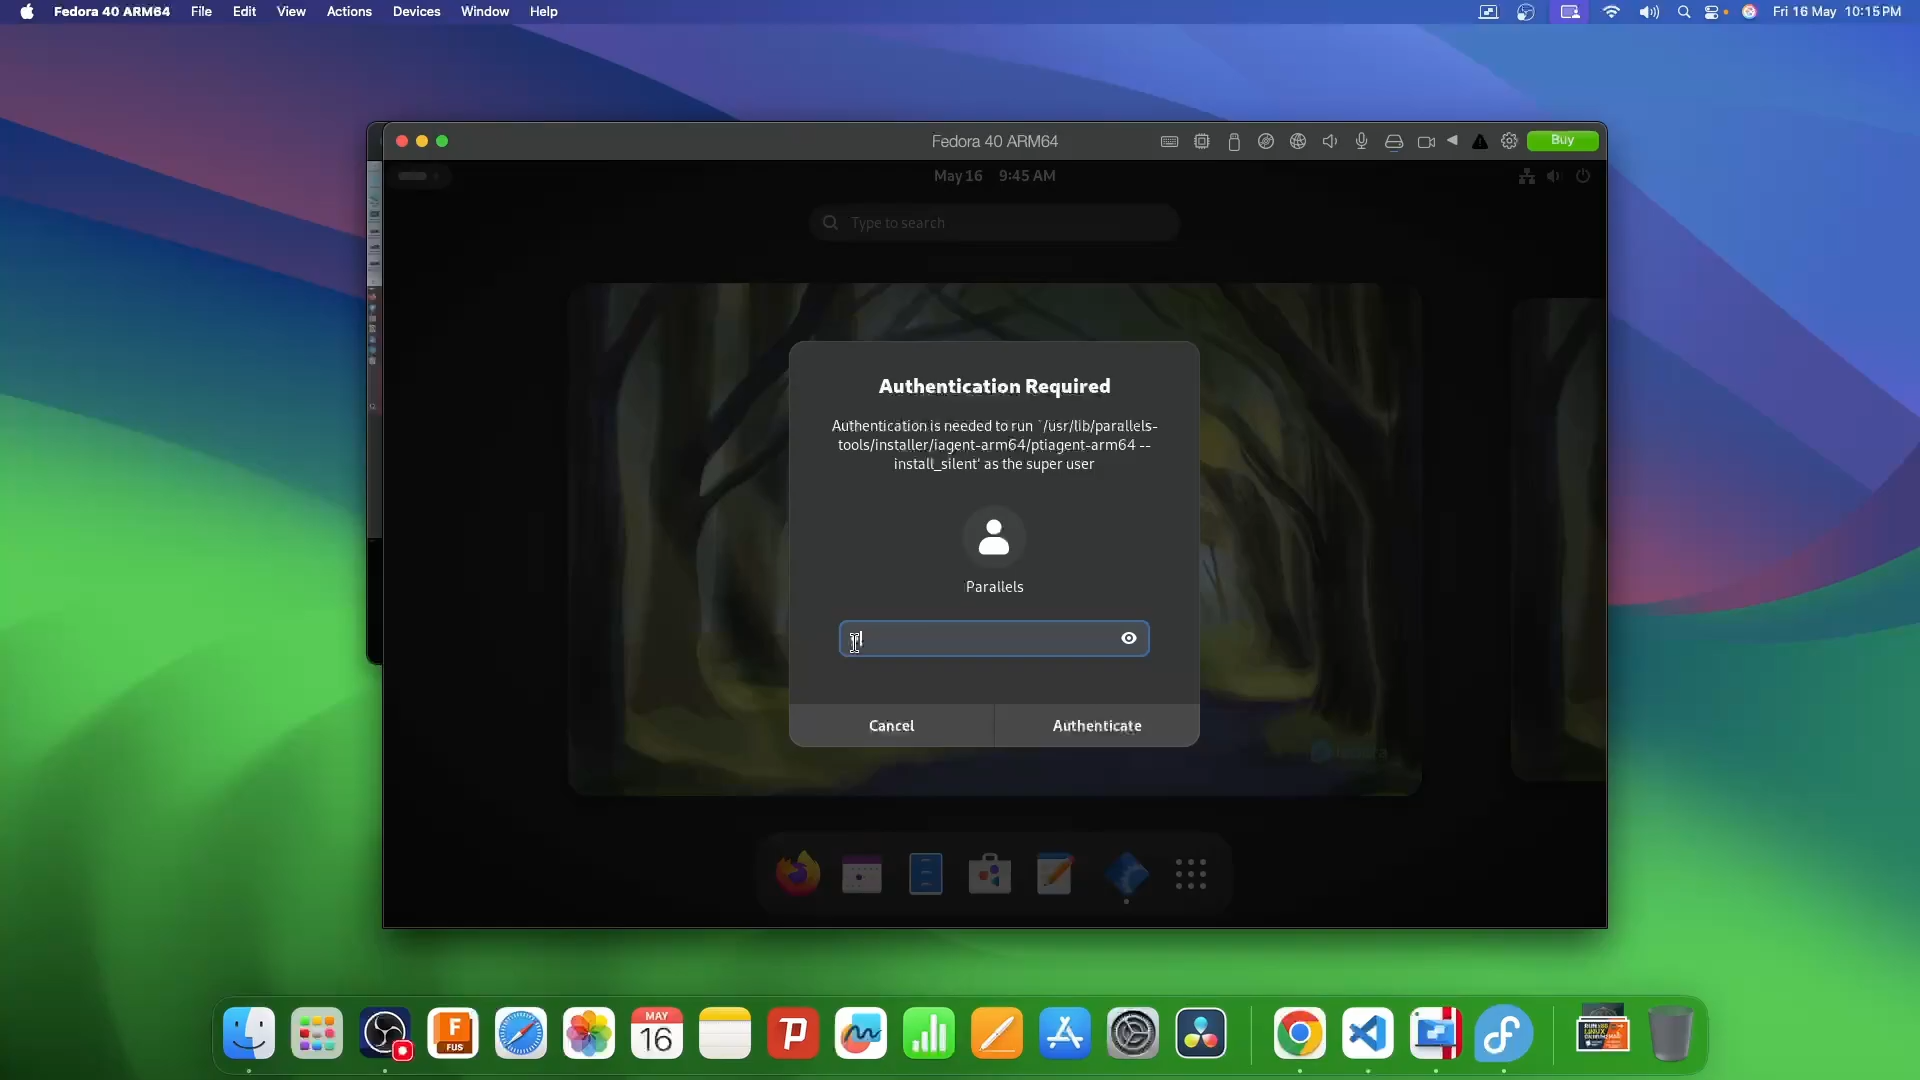 Fedora 40 ARM64 File Edit View Actions Devices Window Help Fri 16 May 10:15 PM
Fedora 40 ARM64
Buy
May 16 9:45 AM
Type to search
Authentication Required
Authentication is needed to run `/usr/lib/parallels-
tools/installer/iagent-arm64/ptiagent-arm64 --
install_silent' as the super user
Parallels
Cancel Authenticate
F
FUS
MAY
16